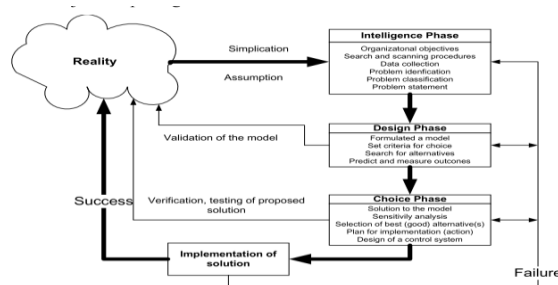 Simplication
Assumption
Reality
Intelligence Phase
Organizatonal objectives
Search and scanning procedures
Data collection
Problem idenfication
Problem classification
Problem statement
Validation of the model
Design Phase
Formulated a model
Set criteria for choice
Search for alternatives
Predict and measure outcomes
Success
Verification, testing of proposed
solution
Choice Phase
Solution to the model
Sensitivily analysis
Selection of best (good) alternative(s)
Plan for implementation (action)
Design of a control system
Implementation of
solution
Failure